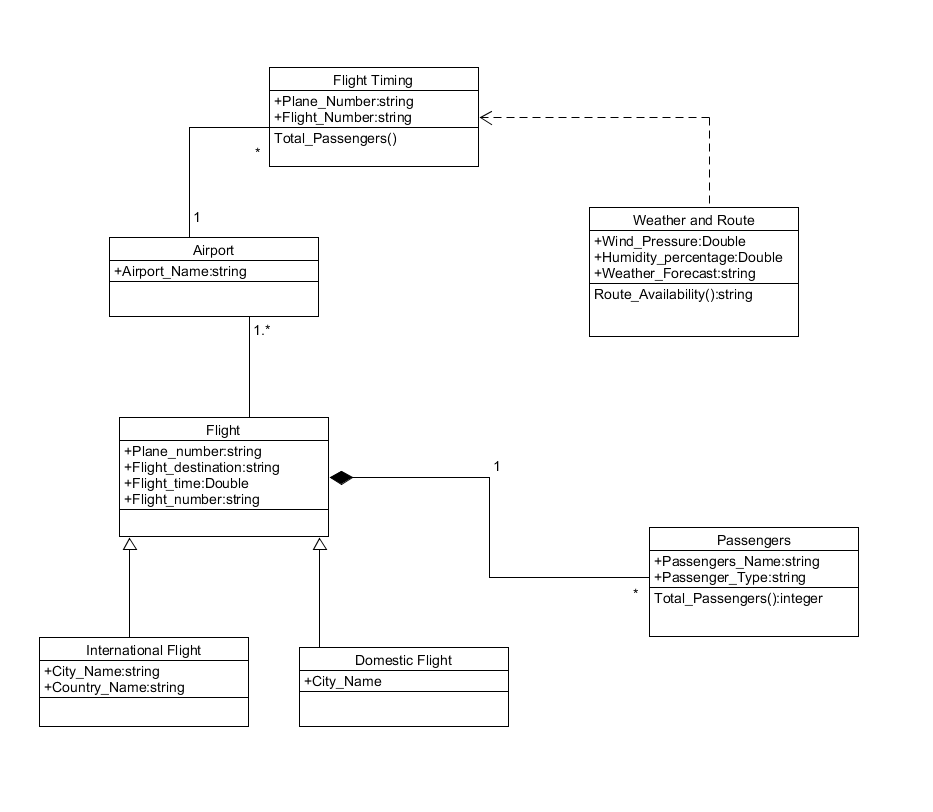 Flight Timing
+Plane_Number:string
+Flight_Number:string
Total_Passengers()
*
1
Weather and Route
+Wind_Pressure:Double
+Humidity_percentage:Double
+Weather_Forecast:string
Route_Availability():string
Airport
+Airport_Name:string
1.*
Flight
+Plane_number:string
+Flight_destination:string
+Flight_time:Double
+Flight_number:string
1
*
Passengers
+Passengers_Name:string
+Passenger_Type:string
Total_Passengers():integer
International Flight
+City_Name:string
+Country_Name:string
Domestic Flight
+City_Name